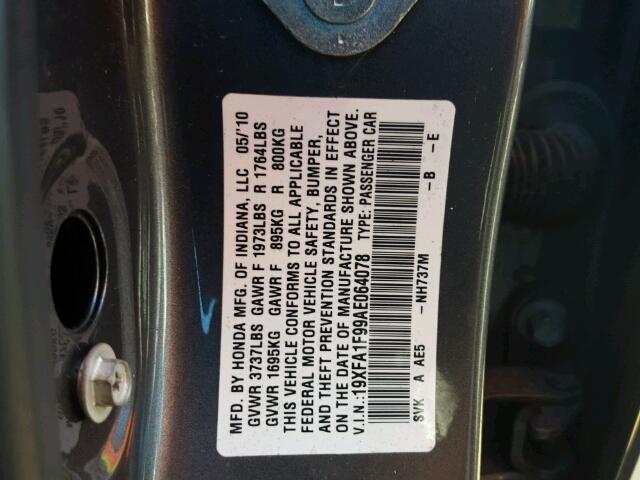 MFD. BY HONDA MFG. OF INDIANA, LLC 05/'10
GVWR 3737LBS GAWR F 1973LBS R 1764LBS
GVWR 1695KG GAWR F 895KG R 800KG
THIS VEHICLE CONFORMS TO ALL APPLICABLE
FEDERAL MOTOR VEHICLE SAFETY, BUMPER,
AND THEFT PREVENTION STANDARDS IN EFFECT
ON THE DATE OF MANUFACTURE SHOWN ABOVE.
V.I.N.:19XFA1F99AE064078 TYPE: PASSENGER CAR
SVK A AE5 -NH737M -B -E